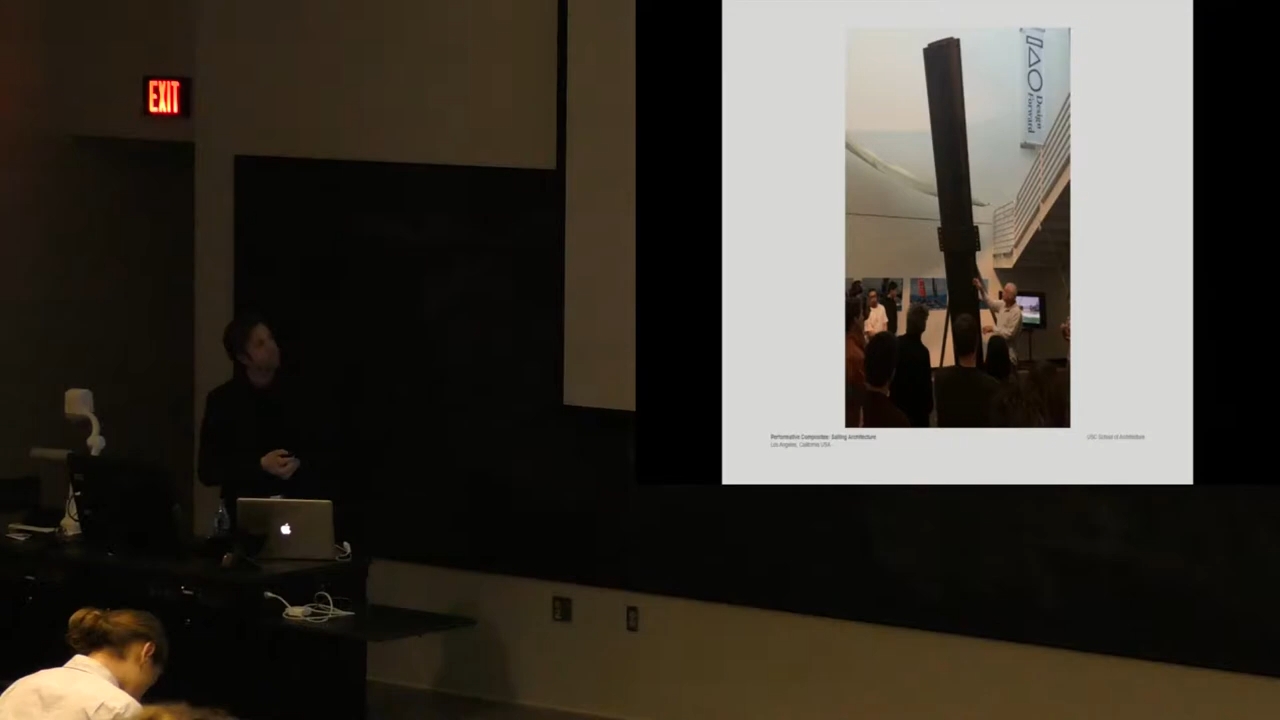 EXIT
Design
Forward
Performative Composites: Sailing Architecture
Los Angeles, California USA
USC School of Architecture